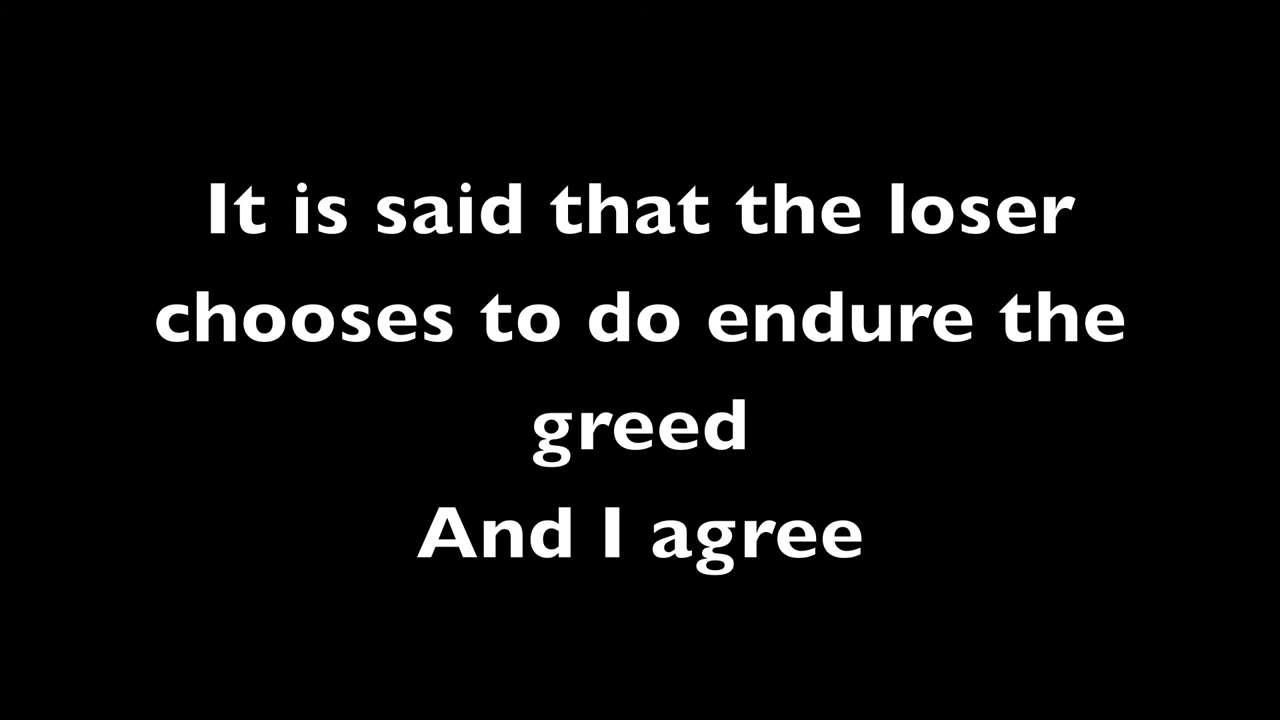 It is said that the loser
chooses to do endure the
greed
And I agree